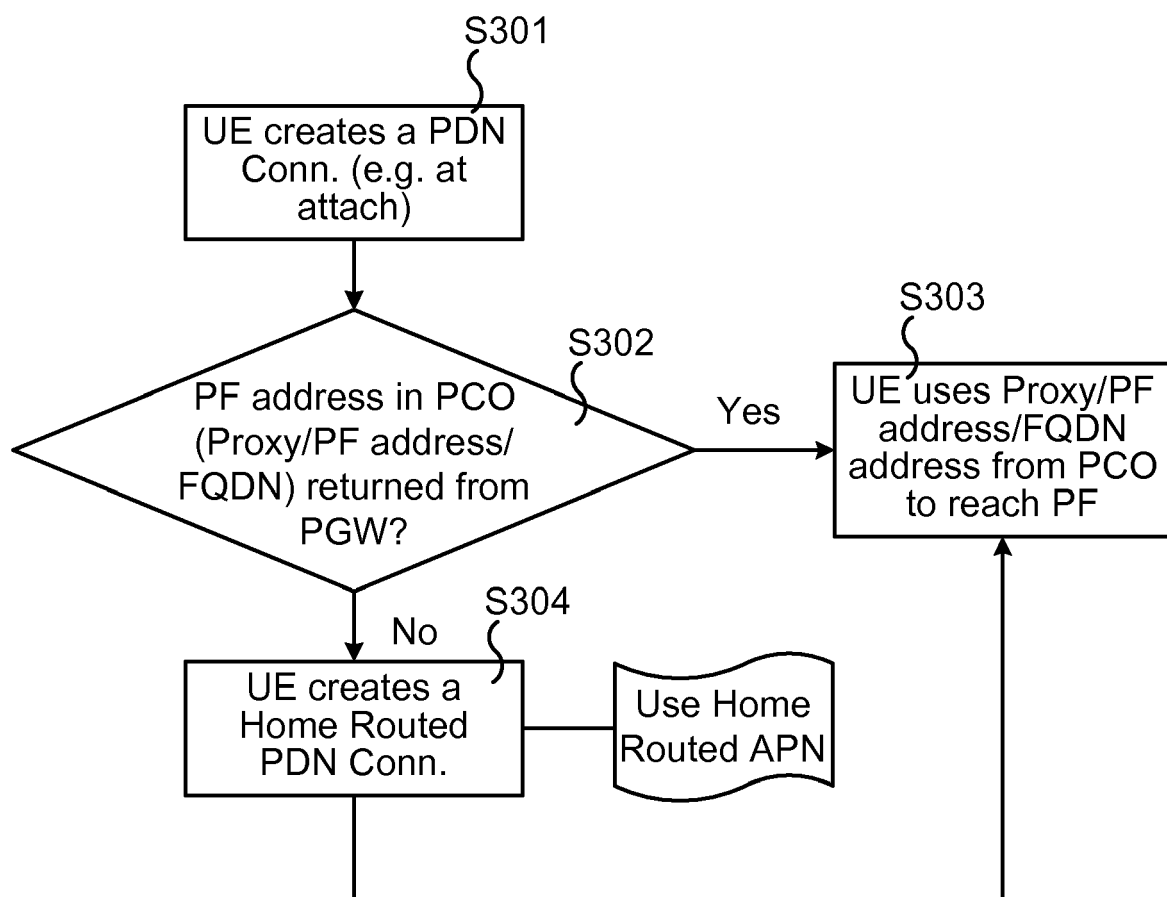 S301
UE creates a PDN
Conn. (e.g. at
attach)
S302
PF address in PCO
(Proxy/PF address/
FQDN) returned from
PGW?
Yes
S303
UE uses Proxy/PF
address/FQDN
address from PCO
to reach PF
No
S304
UE creates a
Home Routed
PDN Conn.
Use Home
Routed APN